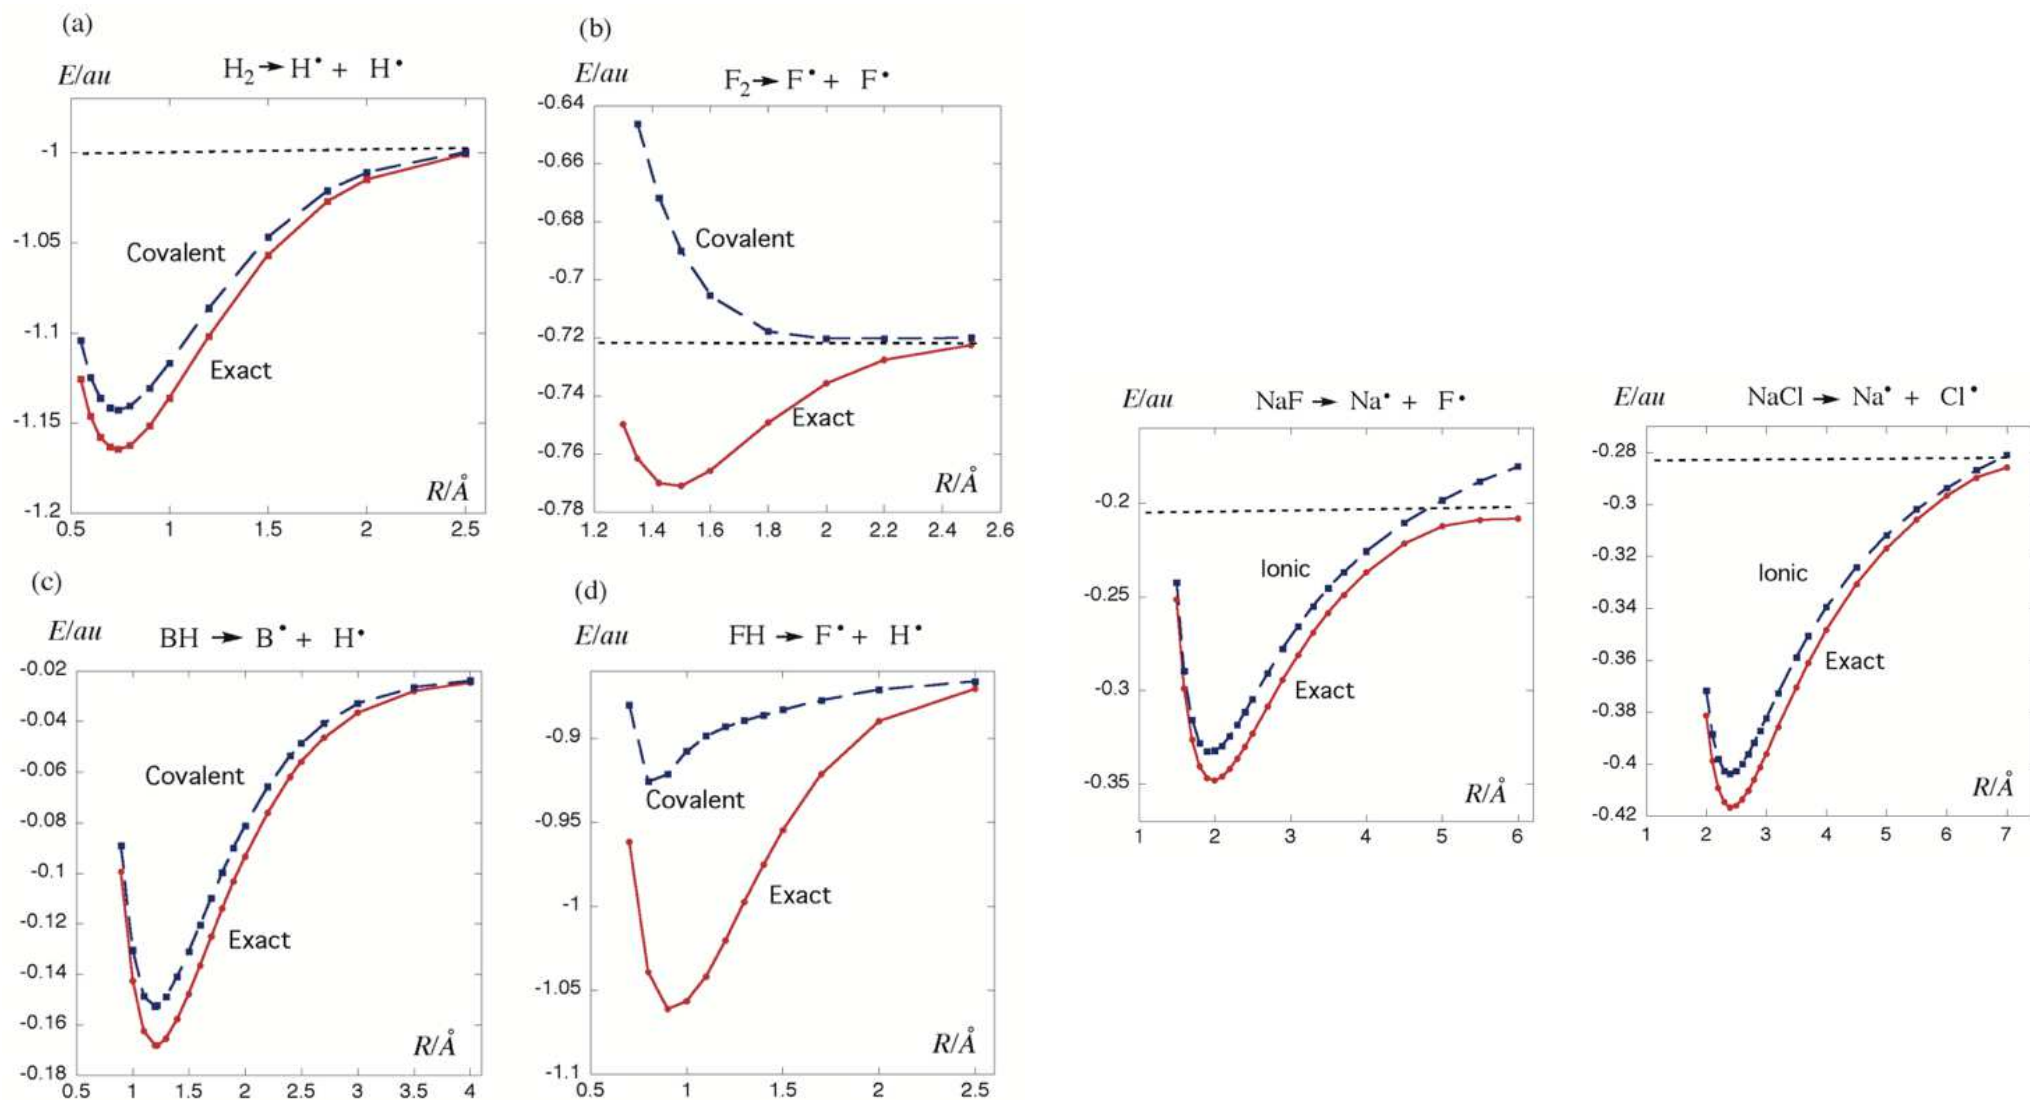 (a)
E/au
H₂ → H• + H•
-1
-1.05
-1.1
-1.15
-1.2
Covalent
Exact
R/Å
0.5 1 1.5 2 2.5
(b)
E/au
F₂ → F• + F•
-0.64
-0.66
-0.68
-0.7
-0.72
-0.74
-0.76
-0.78
Covalent
Exact
R/Å
1.2 1.4 1.6 1.8 2 2.2 2.4 2.6
(c)
E/au
BH → B• + H•
-0.02
-0.04
-0.06
-0.08
-0.1
-0.12
-0.14
-0.16
-0.18
Covalent
Exact
R/Å
0.5 1 1.5 2 2.5 3 3.5 4
(d)
E/au
FH → F• + H•
-0.9
-0.95
-1
-1.05
-1.1
Covalent
Exact
R/Å
0.5 1 1.5 2 2.5
E/au
NaF → Na• + F•
-0.2
-0.25
-0.3
-0.35
Ionic
Exact
R/Å
1 2 3 4 5 6
E/au
NaCl → Na• + Cl•
-0.28
-0.3
-0.32
-0.34
-0.36
-0.38
-0.4
-0.42
Ionic
Exact
R/Å
1 2 3 4 5 6 7